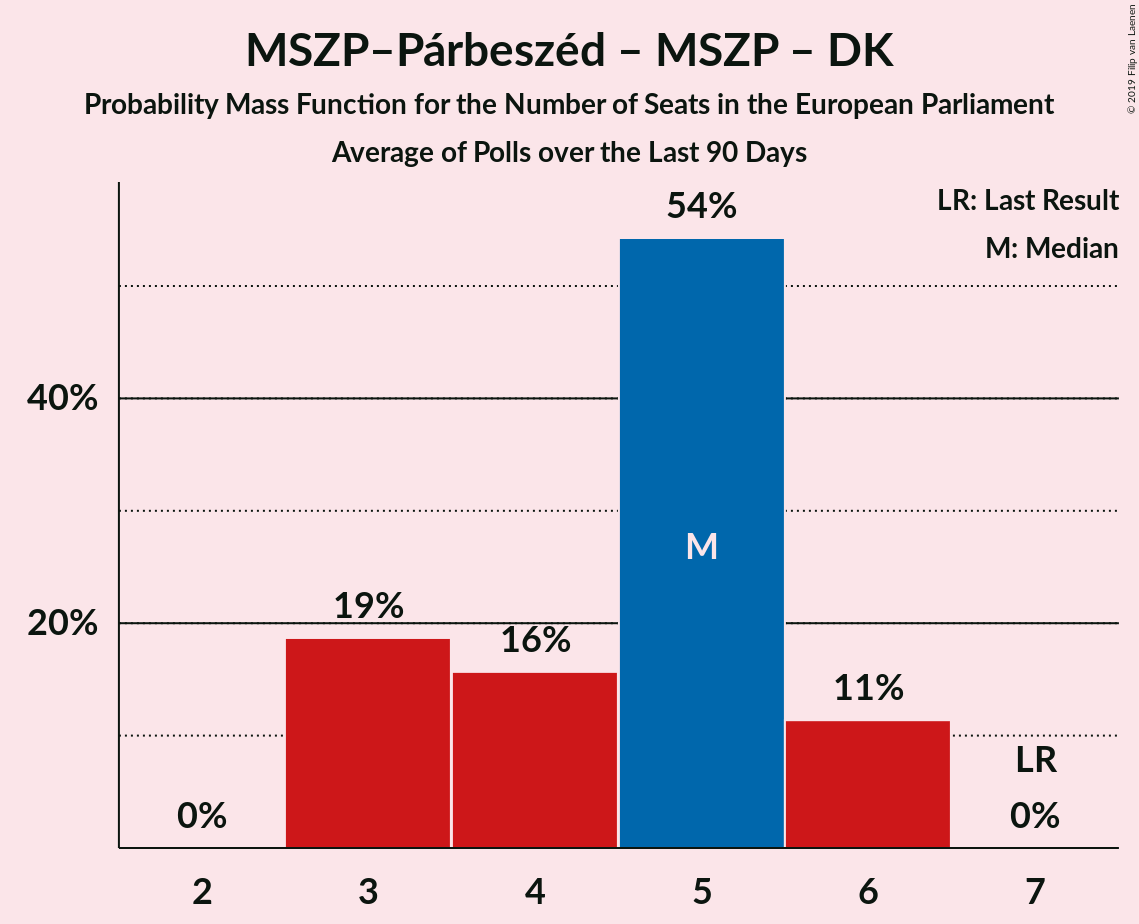 MSZP–Párbeszéd – MSZP – DK
Probability Mass Function for the Number of Seats in the European Parliament
Average of Polls over the Last 90 Days
© 2019 Filip van Laenen
LR: Last Result
M: Median
54%
40%
M
19%
20%
16%
11%
LR
0%
0%
2 3 4 5 6 7